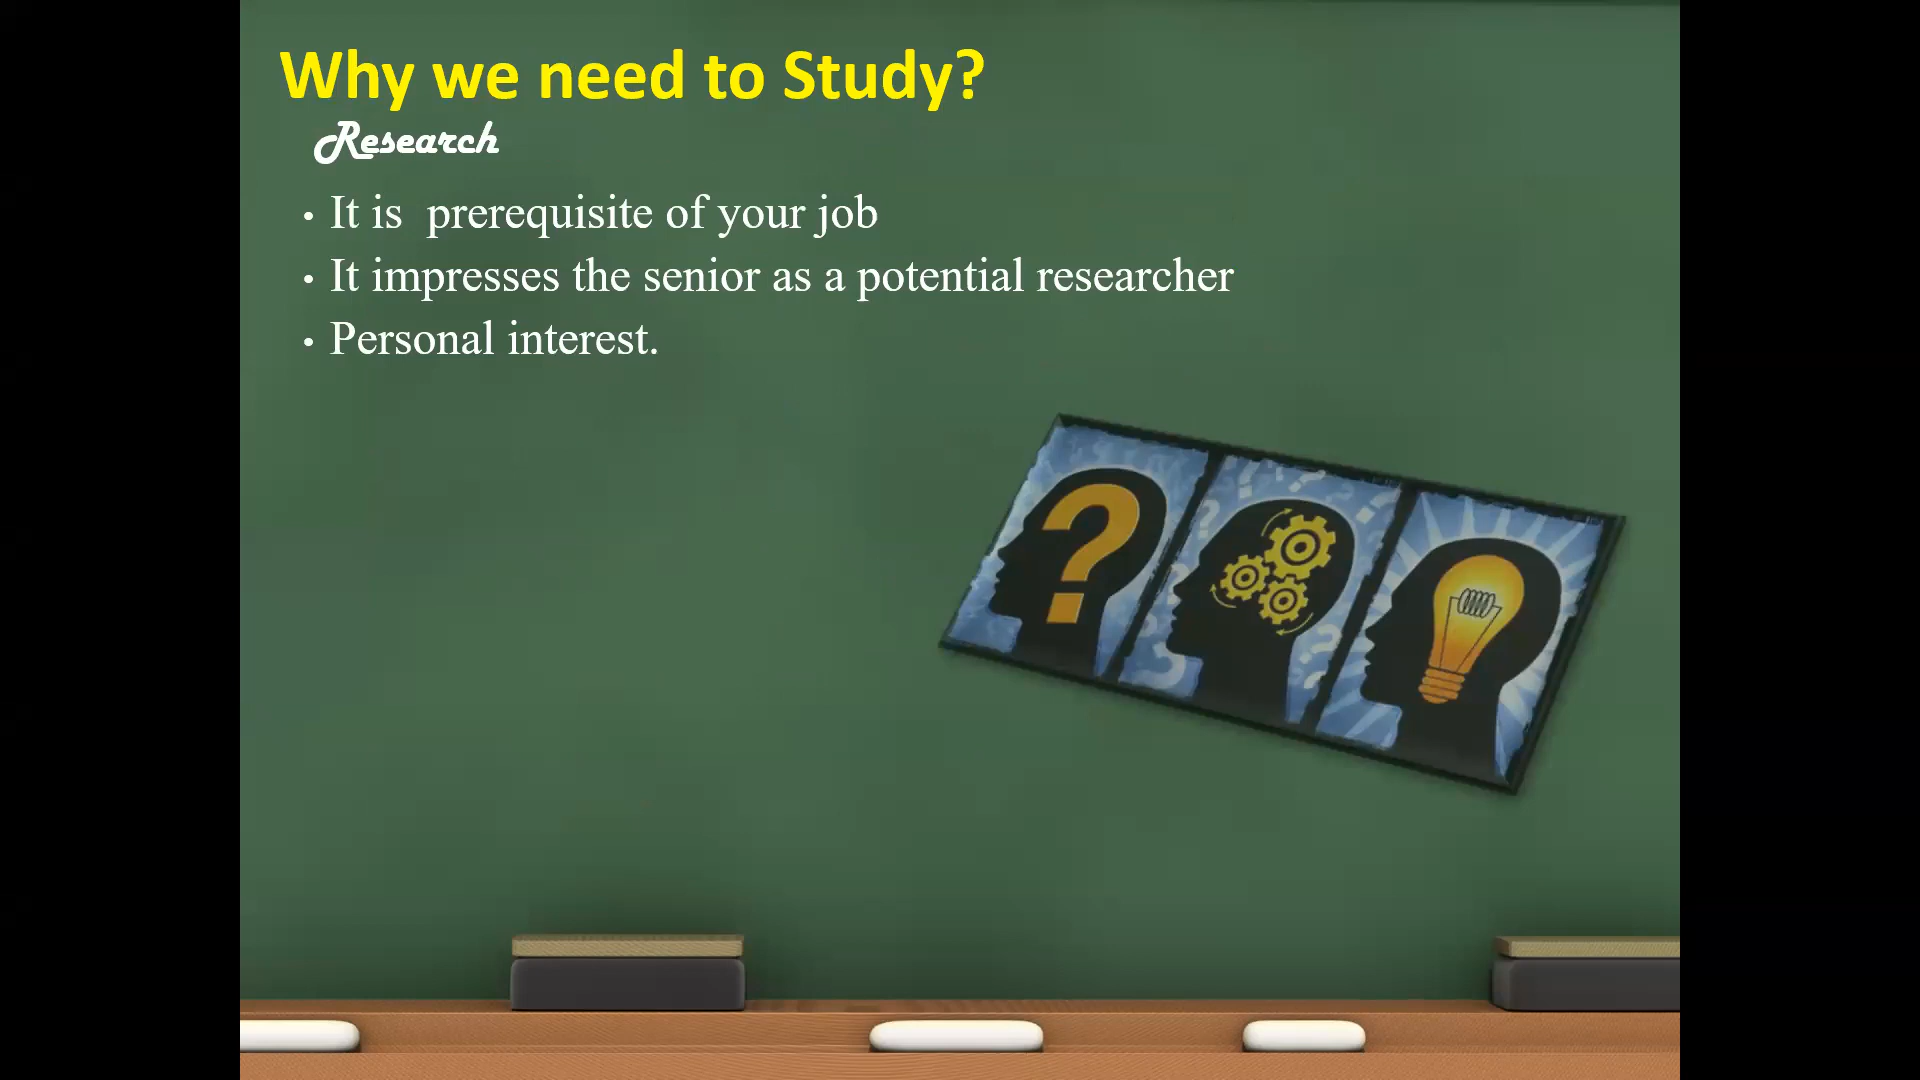 Why we need to Study?
Research
• It is  prerequisite of your job
• It impresses the senior as a potential researcher
• Personal interest.